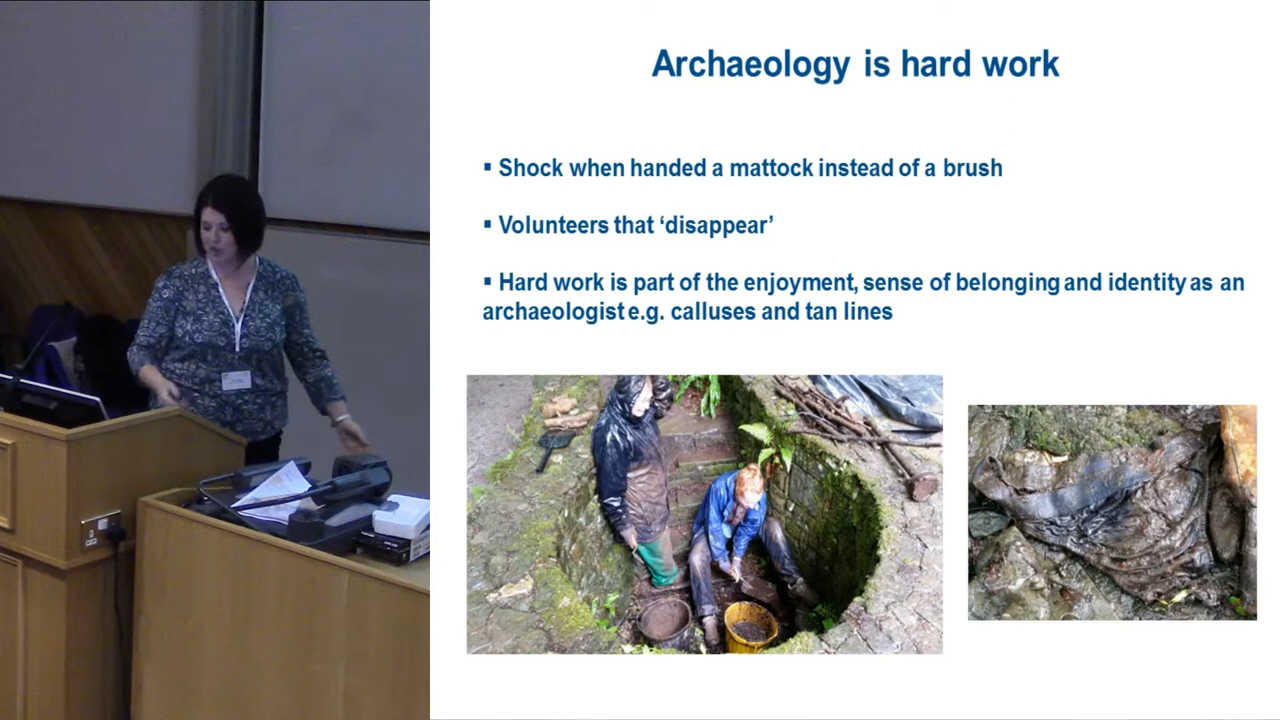 Archaeology is hard work
▪ Shock when handed a mattock instead of a brush
▪ Volunteers that ‘disappear’
▪ Hard work is part of the enjoyment, sense of belonging and identity as an
archaeologist e.g. calluses and tan lines